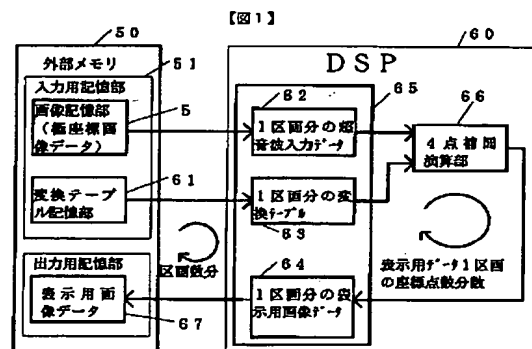 【図1】
50
60
外部メモリ
51
入力用記憶部
画像記憶部
(極座標画
像データ)
5
変換テーブ
ル記憶部
61
区画数分
出力用記憶部
表示用画
像データ
67
DSP
65
62
1区画分の超
音波入力データ
1区画分の変
換テーブル
63
64
1区画分の表
示用画像データ
66
4点補間
演算部
表示用データ1区画
の座標点数分